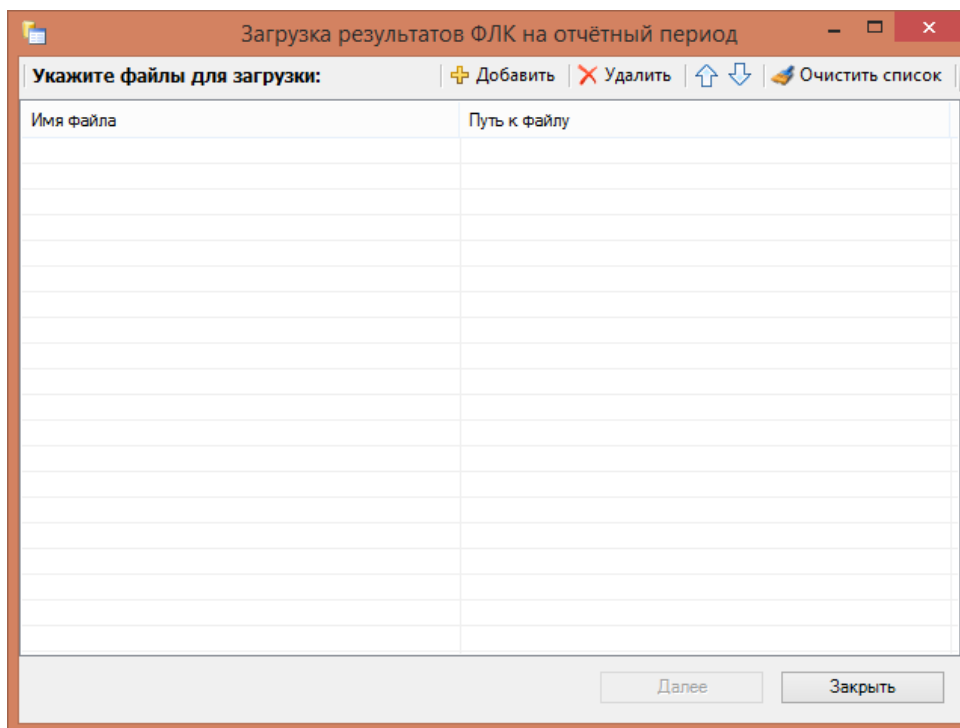 Загрузка результатов ФЛК на отчётный период
Укажите файлы для загрузки: Добавить Удалить Очистить список
Имя файла Путь к файлу
Далее Закрыть